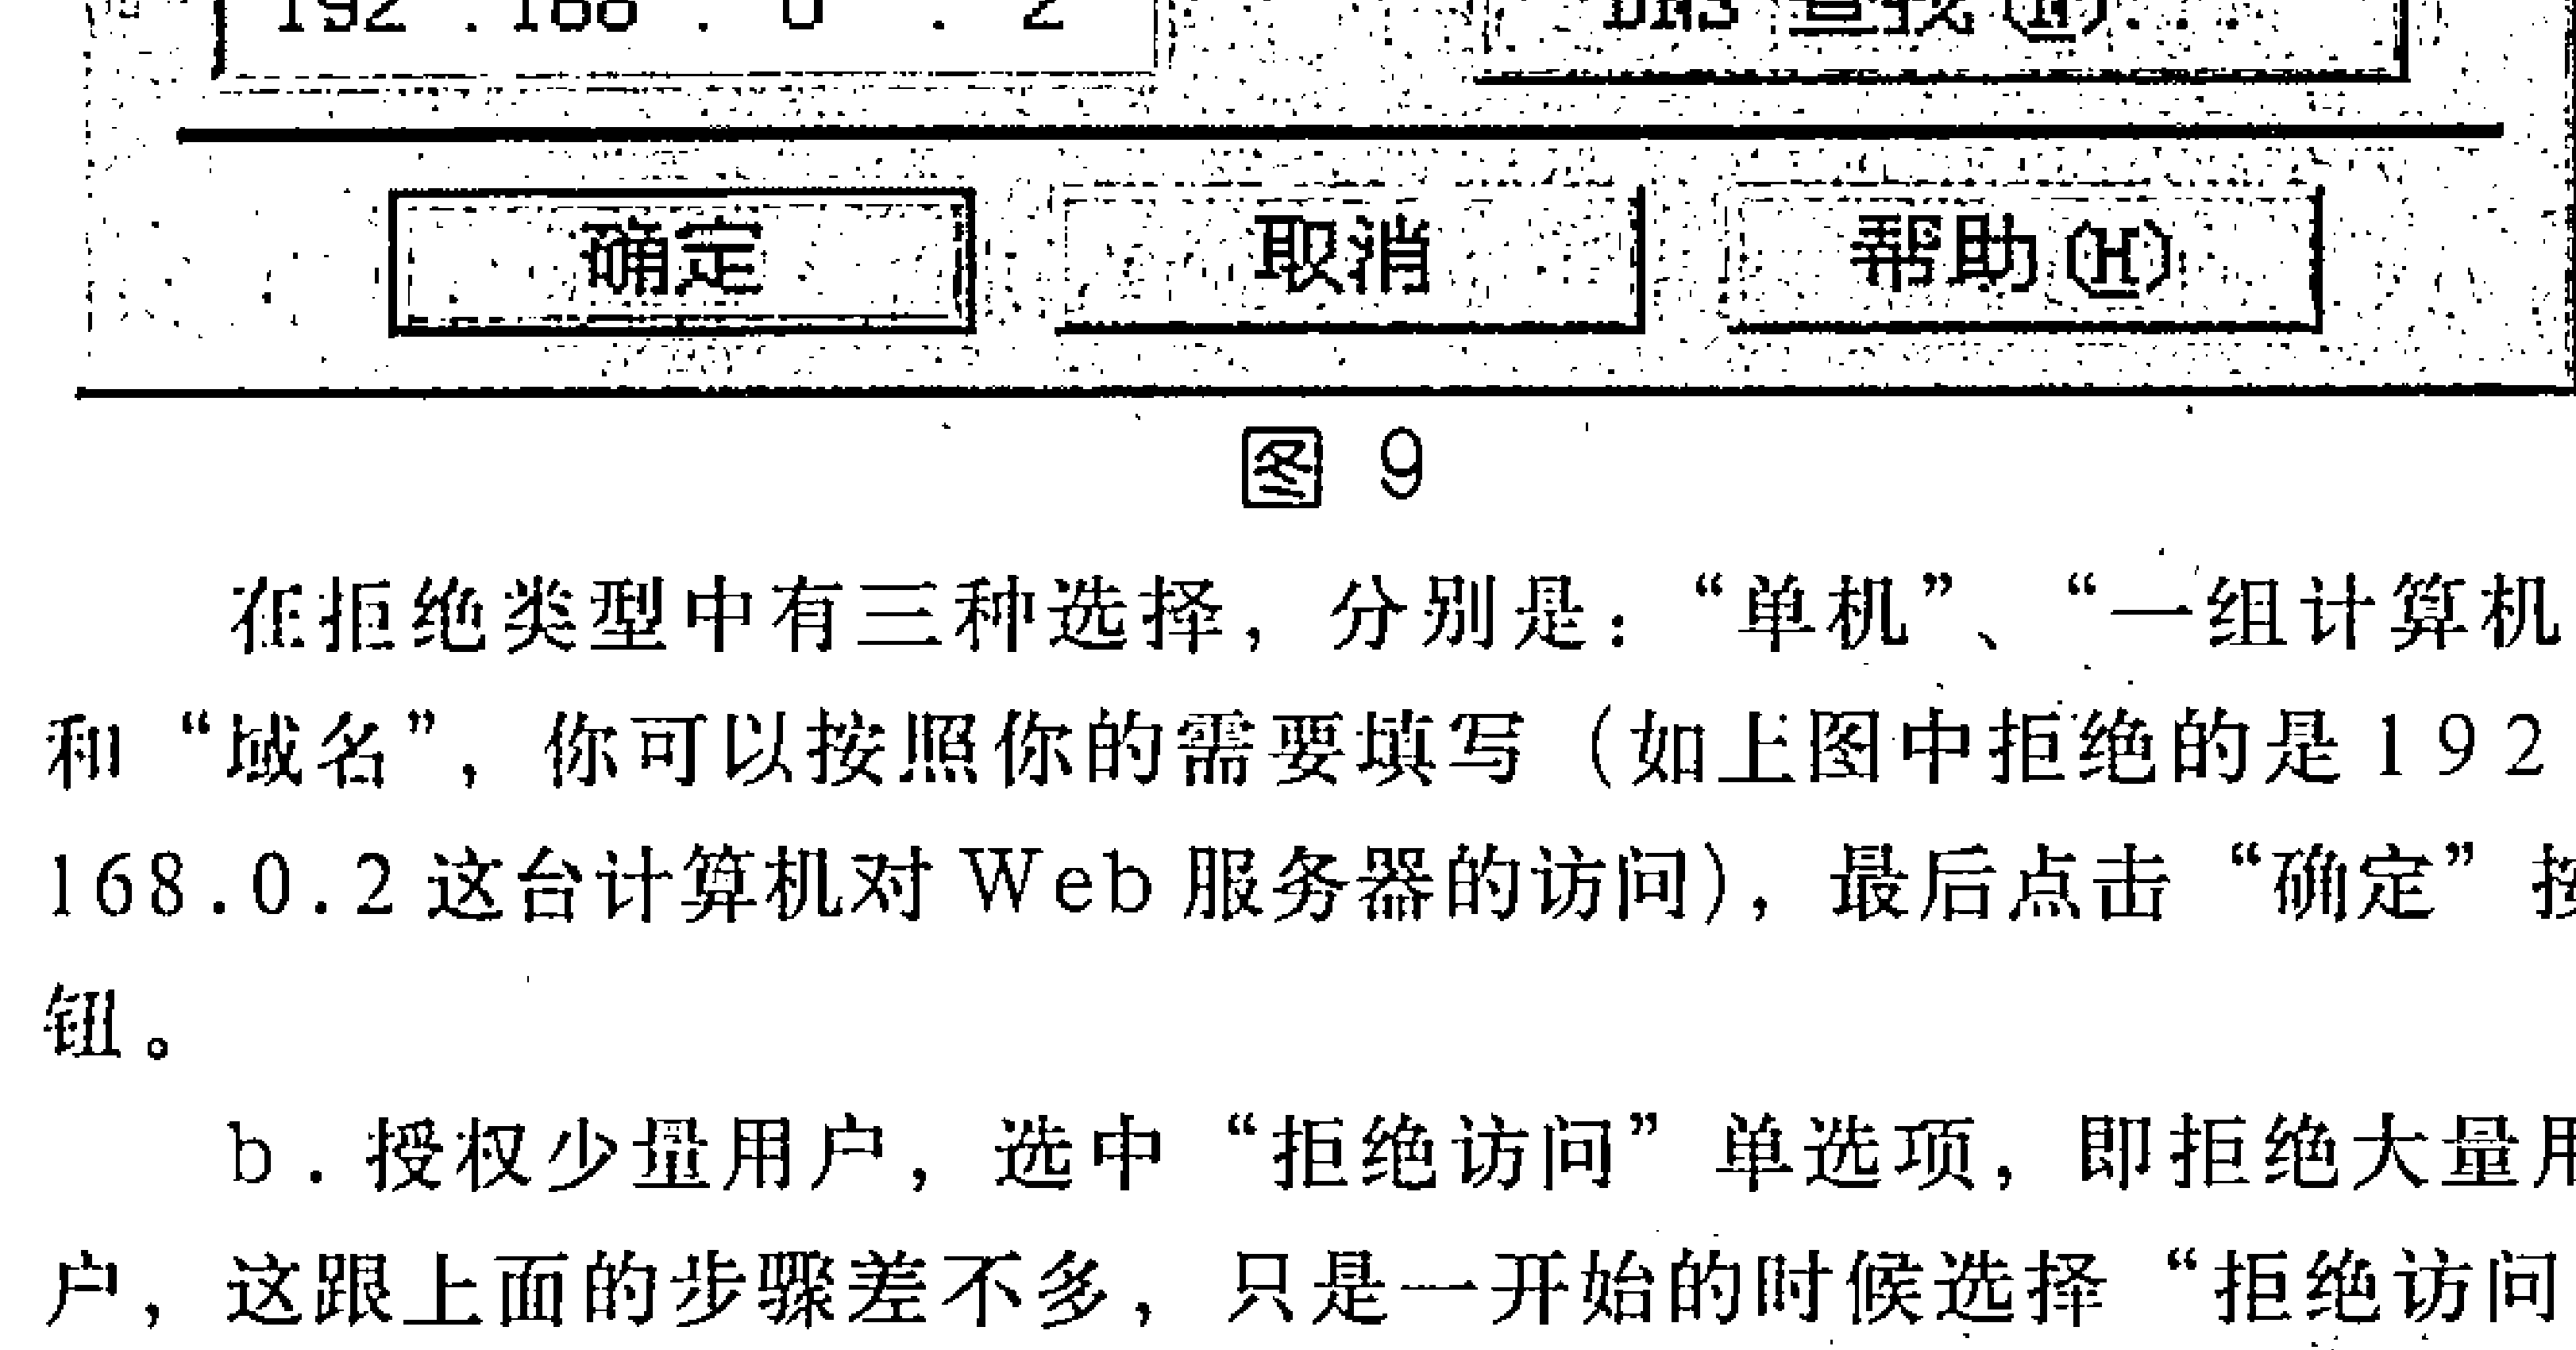 192 .168 . 0 . 2 DNS 查找(N)...
确定 取消 帮助(H)
图 9
在拒绝类型中有三种选择，分别是：“单机”、“一组计算机
和“域名”，你可以按照你的需要填写（如上图中拒绝的是192
168.0.2这台计算机对 Web 服务器的访问），最后点击“确定”按
钮。
b.授权少量用户，选中“拒绝访问”单选项，即拒绝大量用
户，这跟上面的步骤差不多，只是一开始的时候选择“拒绝访问